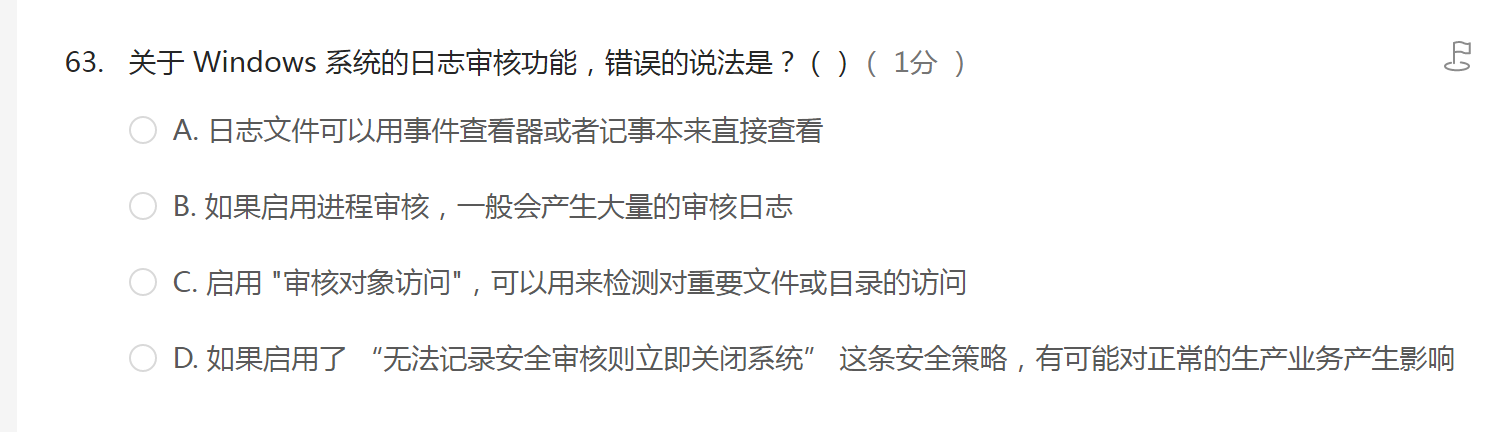 63. 关于 Windows 系统的日志审核功能，错误的说法是？（ ）（ 1分 ）
A. 日志文件可以用事件查看器或者记事本来直接查看
B. 如果启用进程审核，一般会产生大量的审核日志
C. 启用 "审核对象访问"，可以用来检测对重要文件或目录的访问
D. 如果启用了 “无法记录安全审核则立即关闭系统” 这条安全策略，有可能对正常的生产业务产生影响